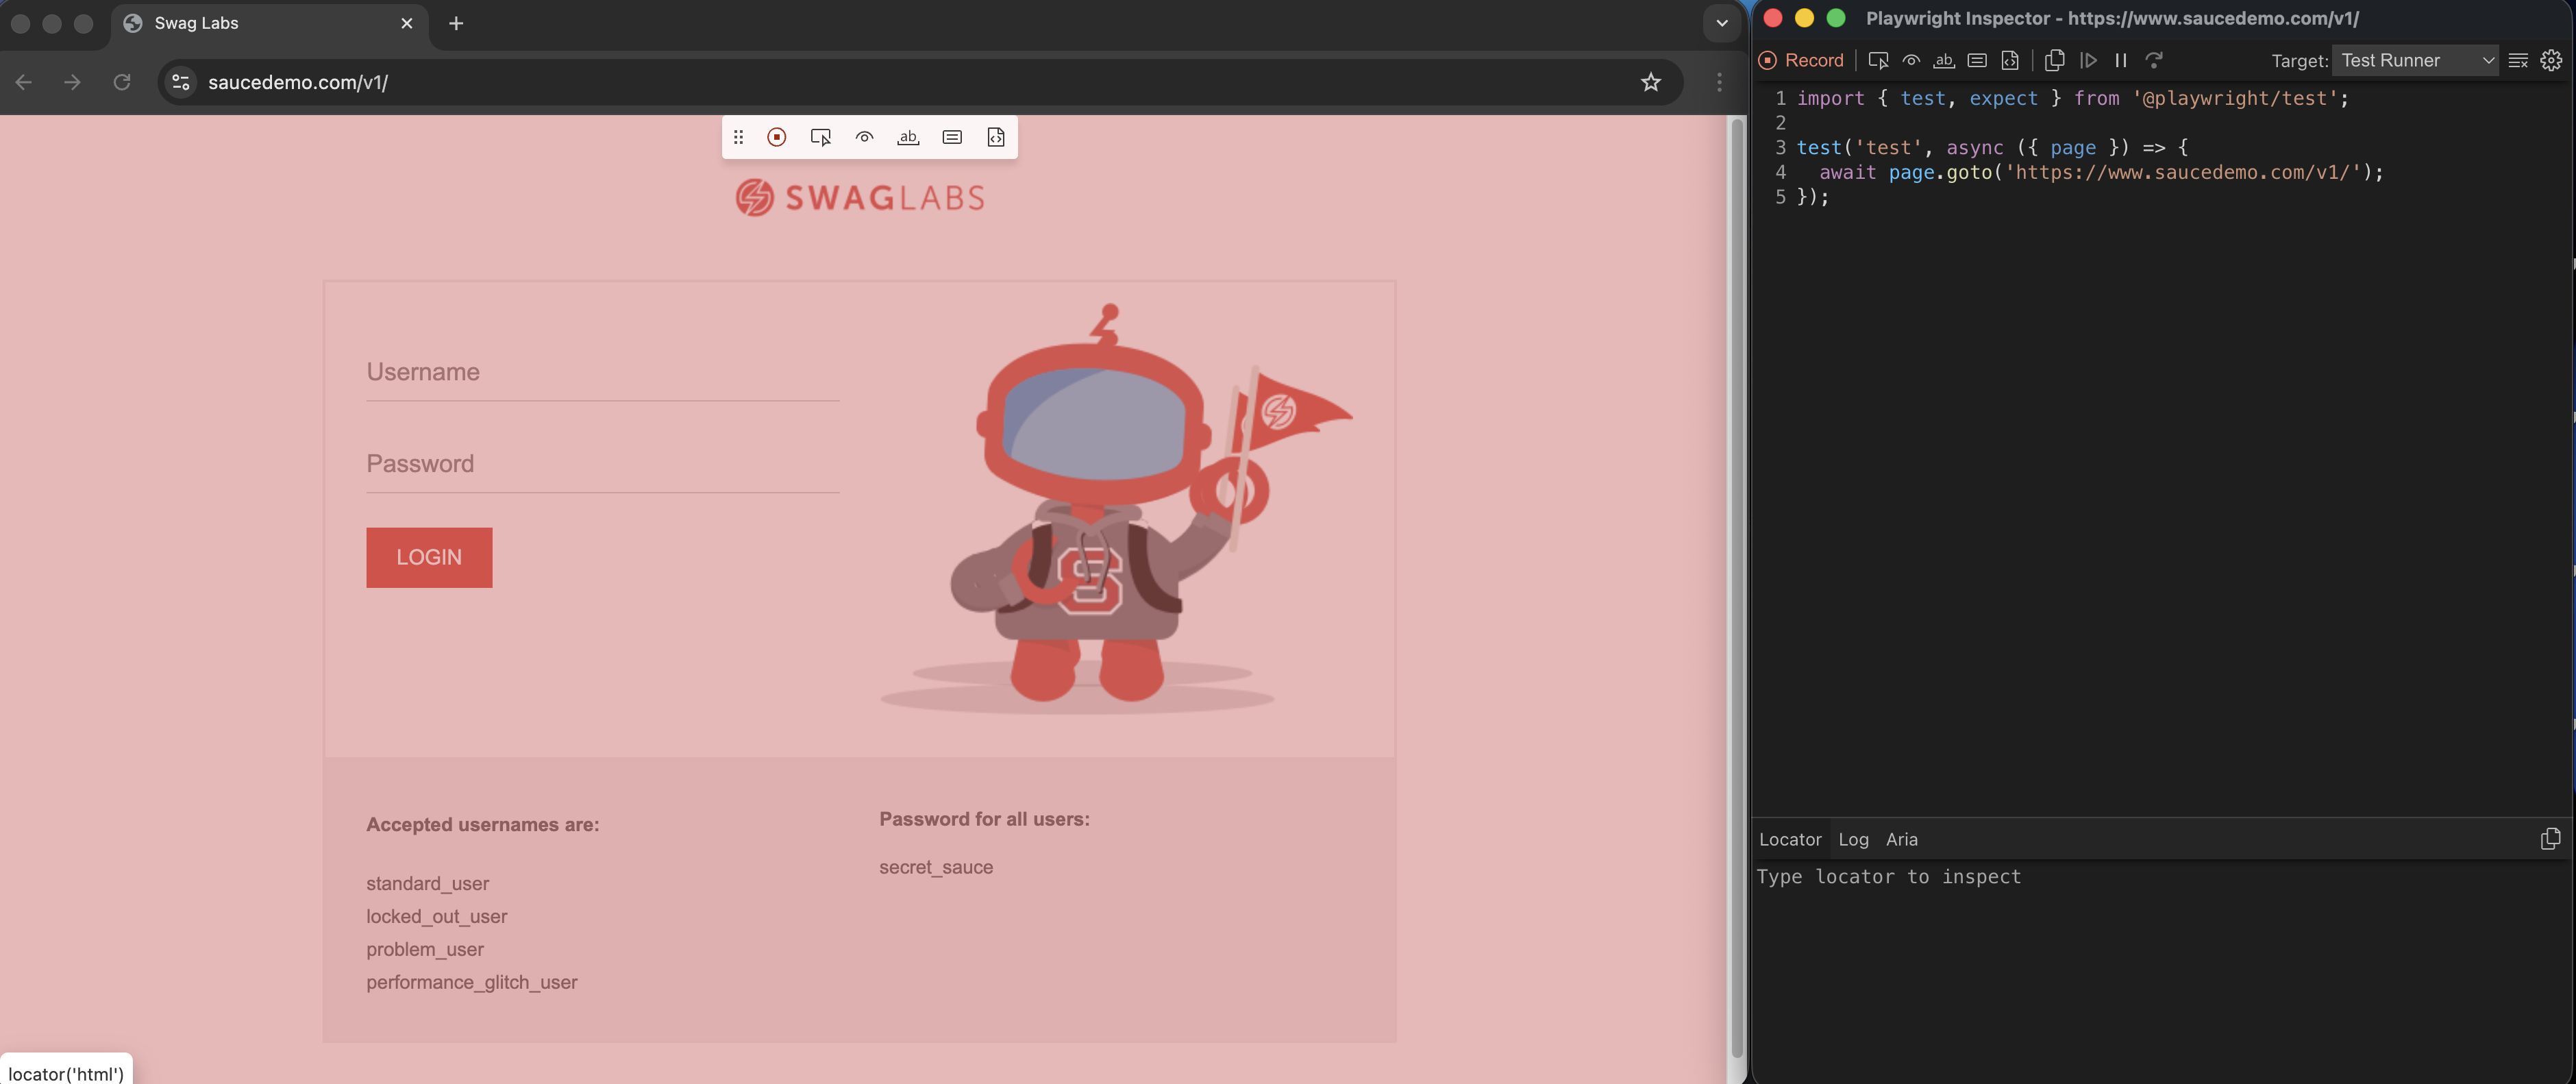 Swag Labs
saucedemo.com/v1/
ab
SWAGLABS
Username
Password
LOGIN
S
Accepted usernames are:
standard_user
locked_out_user
problem_user
performance_glitch_user
Password for all users:
secret_sauce
locator('html')
Playwright Inspector - https://www.saucedemo.com/v1/
Record
ab
Target: Test Runner
1 import { test, expect } from '@playwright/test';
2
3 test('test', async ({ page }) => {
4   await page.goto('https://www.saucedemo.com/v1/');
5 });
Locator Log Aria
Type locator to inspect